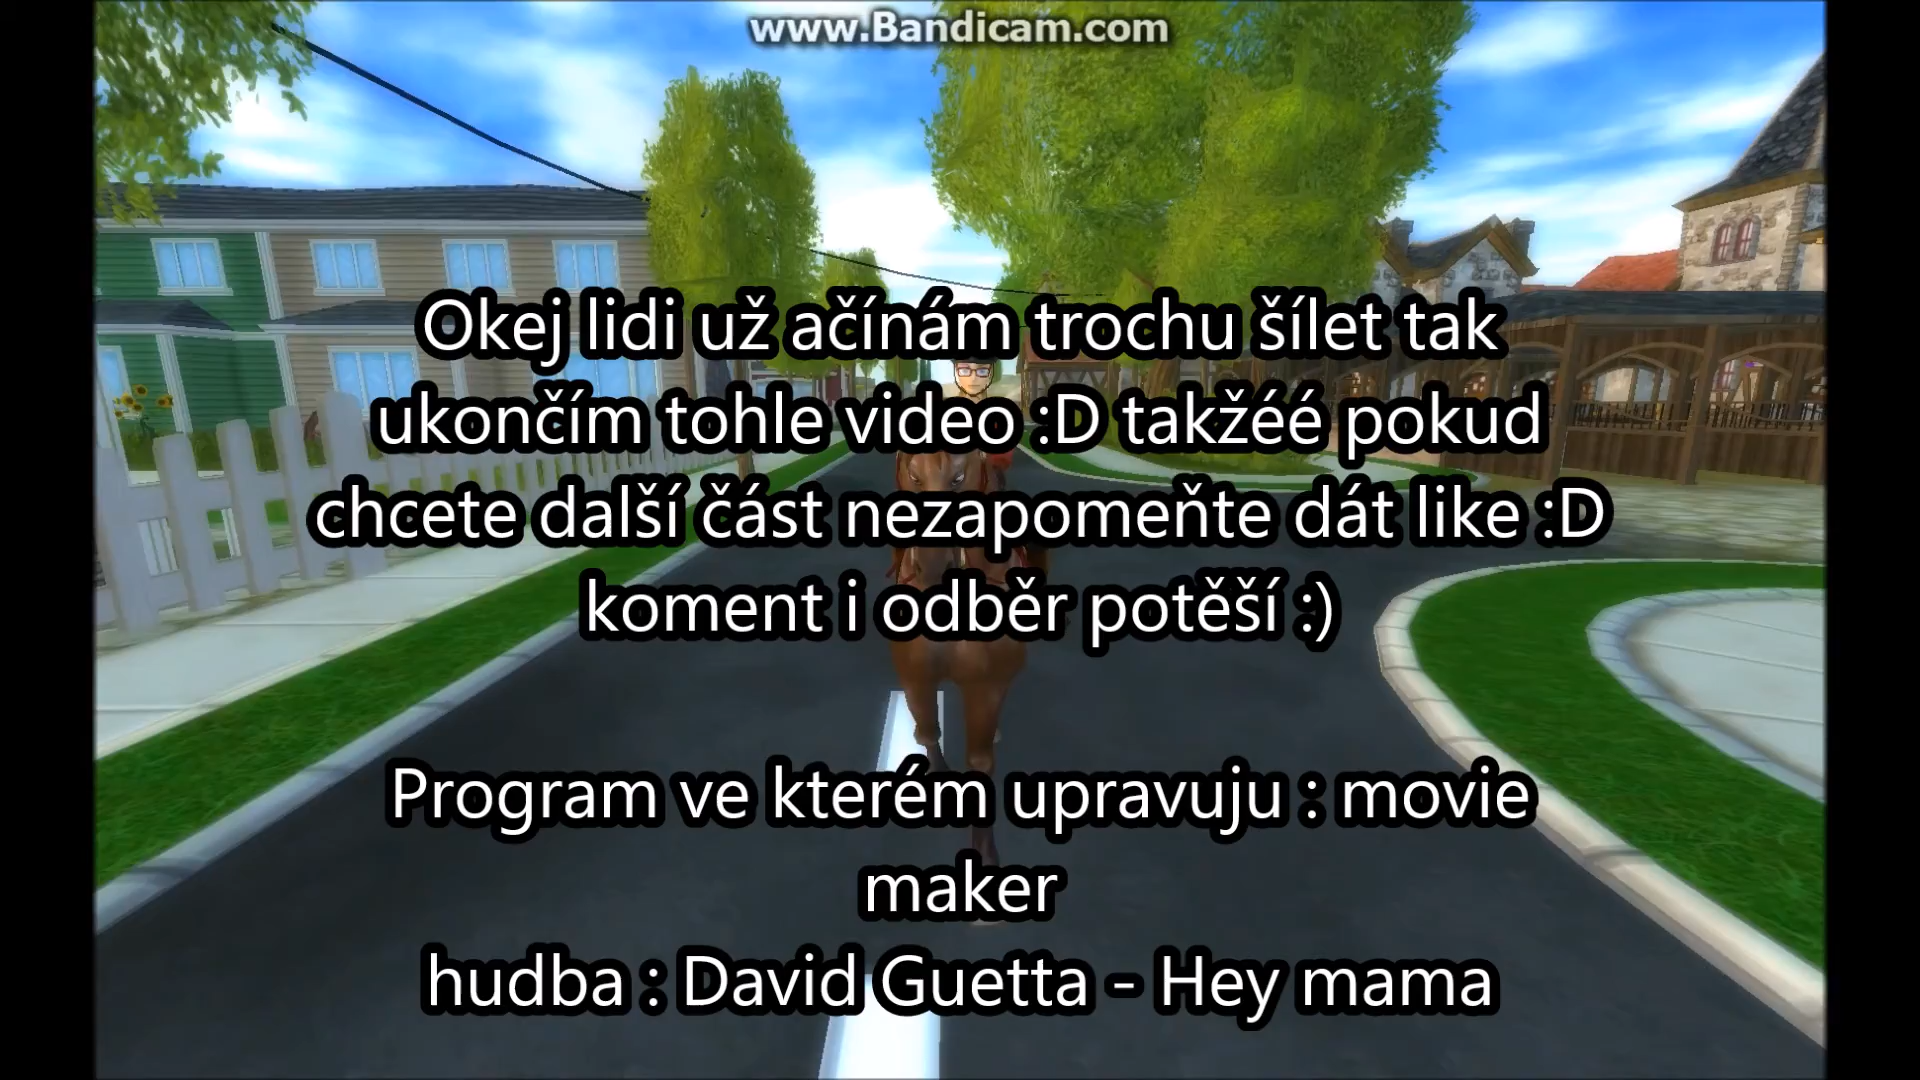 www.Bandicam.com
Okej lidi už ačínám trochu šílet tak
ukončím tohle video :D takžéé pokud
chcete další část nezapomeňte dát like :D
koment i odběr potěší :)
Program ve kterém upravuju : movie
maker
hudba : David Guetta - Hey mama